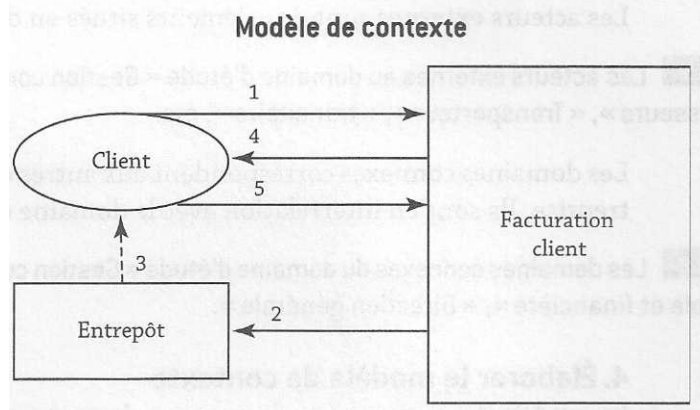 Modèle de contexte
1
4
Client
5
Facturation
client
3
Entrepôt
2